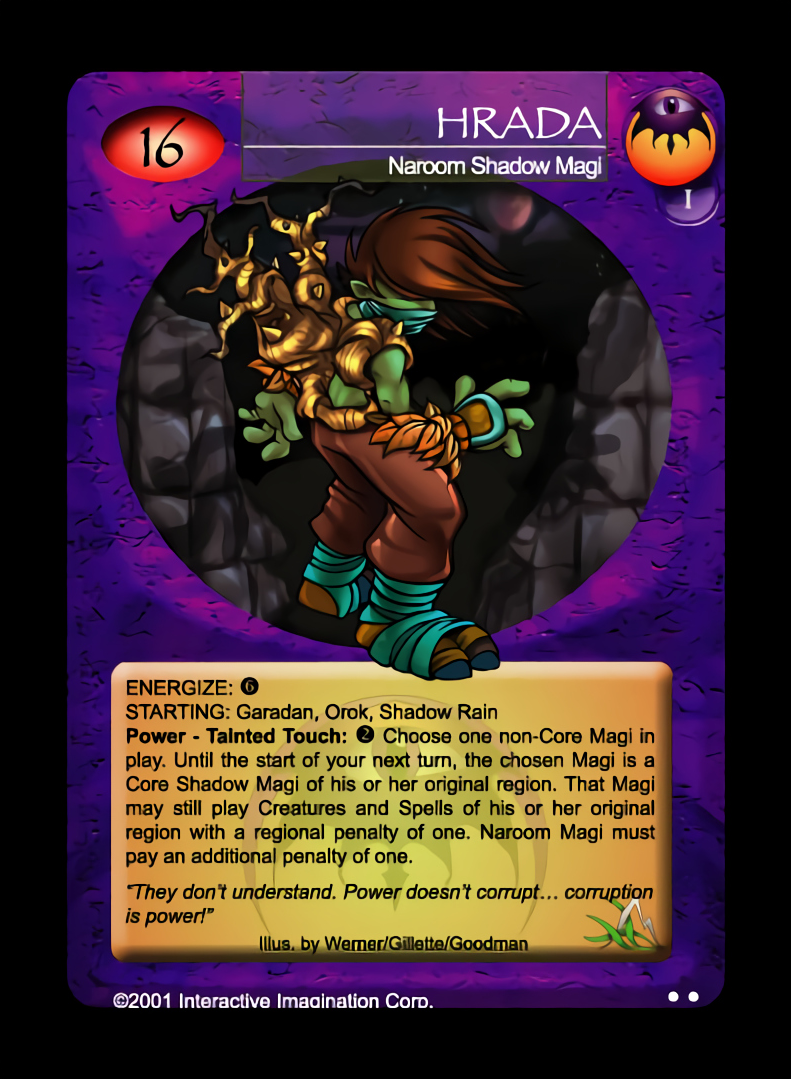 HRADA
16
Naroom Shadow Magi
I
ENERGIZE: ❻
STARTING: Garadan, Orok, Shadow Rain
Power - Tainted Touch: ❷ Choose one non-Core Magi in
play. Until the start of your next turn, the chosen Magi is a
Core Shadow Magi of his or her original region. That Magi
may still play Creatures and Spells of his or her original
region with a regional penalty of one. Naroom Magi must
pay an additional penalty of one.
"They don't understand. Power doesn't corrupt... corruption
is power!"
Illus. by Werner/Gillette/Goodman
©2001 Interactive Imagination Corp.